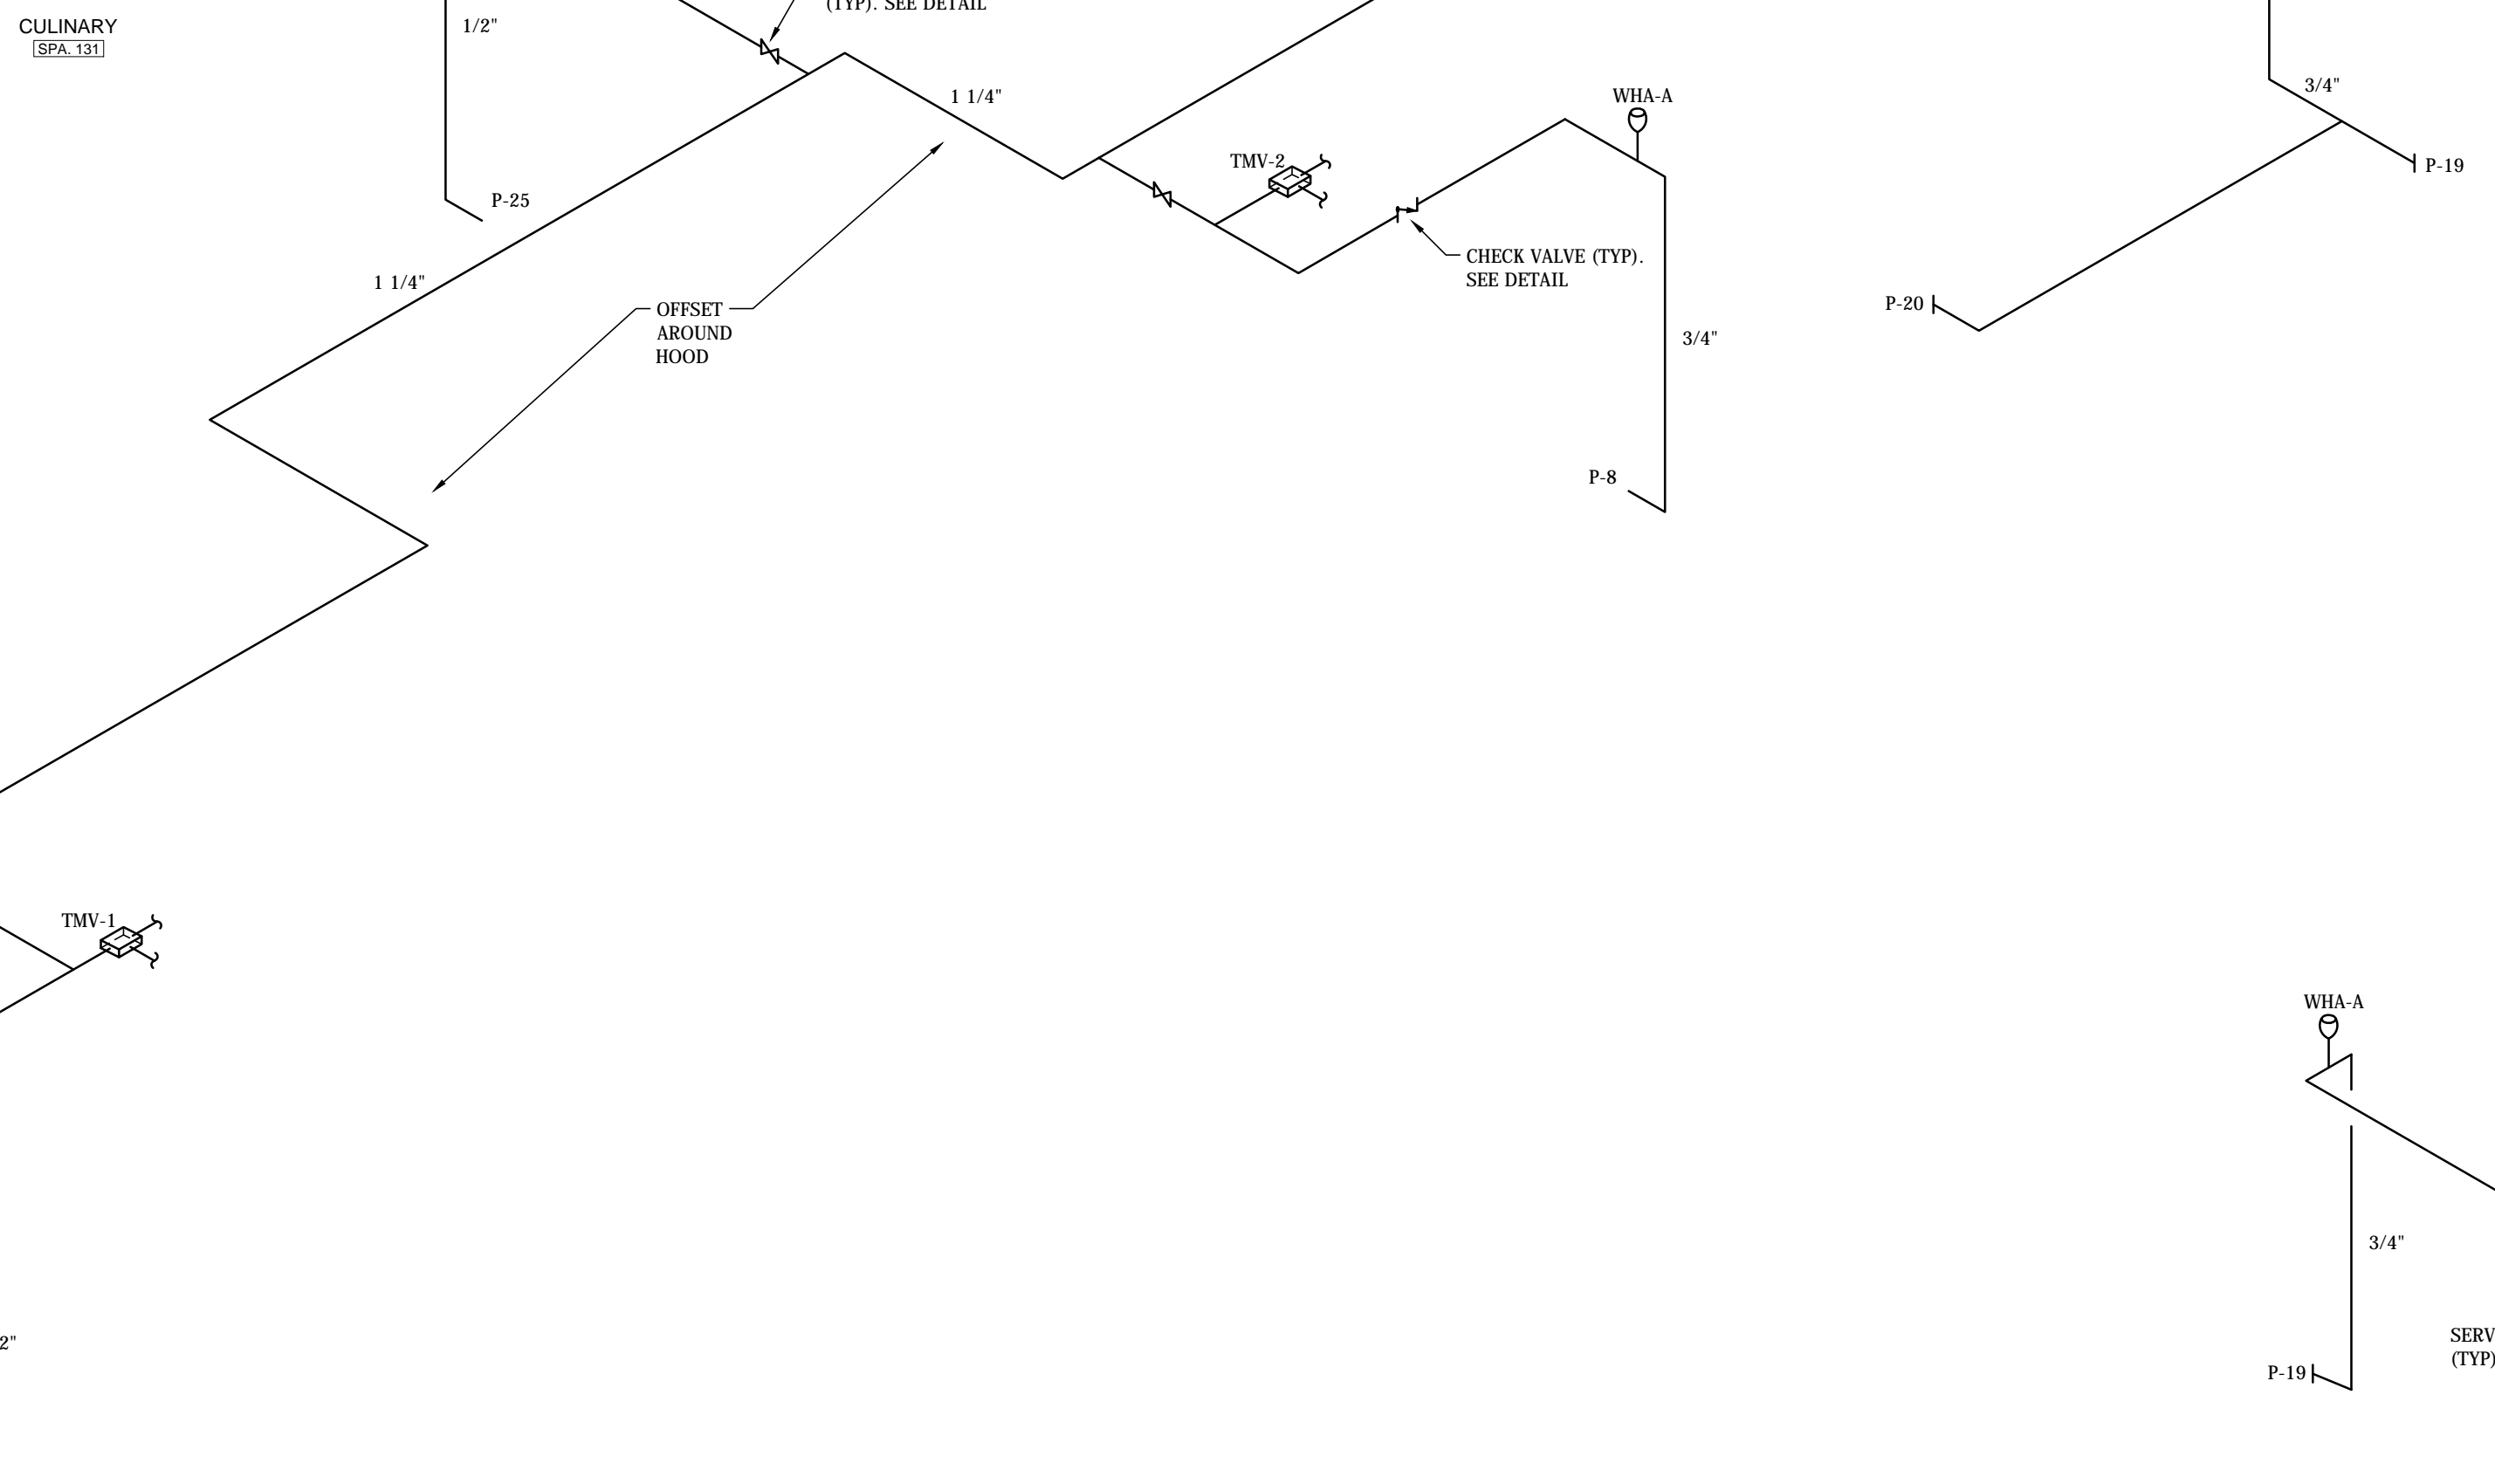 (TYP). SEE DETAIL
CULINARY
SPA. 131
1/2"
1 1/4"
3/4"
WHA-A
TMV-2
P-19
P-25
CHECK VALVE (TYP).
SEE DETAIL
1 1/4"
OFFSET
AROUND
HOOD
P-20
3/4"
P-8
TMV-1
WHA-A
3/4"
2"
SERV
(TYP)
P-19